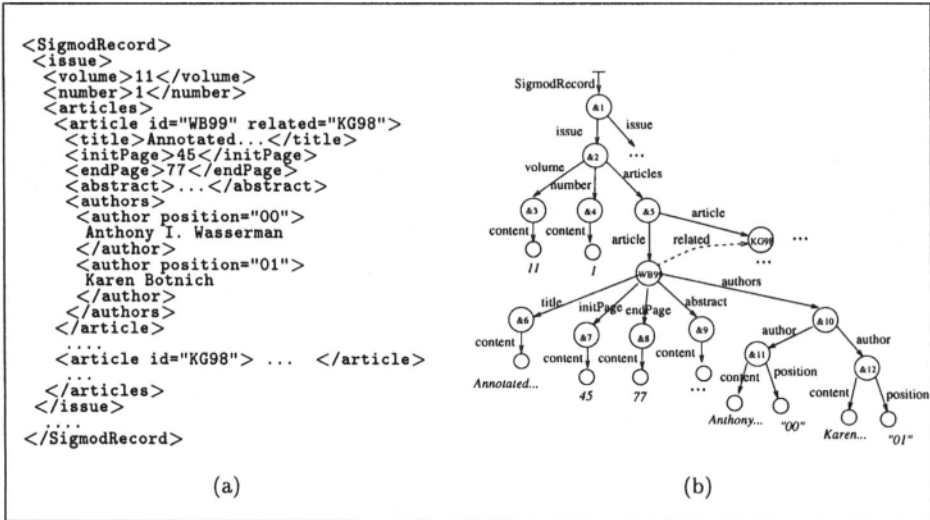 <SigmodRecord>
<issue>
<volume>11</volume>
<number>1</number>
<articles>
<article id="WB99" related="KG98">
<title>Annotated...</title>
<initPage>45</initPage>
<endPage>77</endPage>
<abstract>...</abstract>
<authors>
<author position="00">
Anthony I. Wasserman
</author>
<author position="01">
Karen Botnich
</author>
</authors>
</article>
....
<article id="KG98"> ... </article>
...
</articles>
</issue>
....
</SigmodRecord>
(a)
SigmodRecord
&1
issue
issue
&2
...
volume
number
articles
&3
&4
&5
article
content
content
article
related
KG98
...
11
1
...
WB99
authors
title
initPage
endPage
abstract
&6
&7
&8
&9
&10
content
content
content
content
author
author
&11
&12
Annotated...
45
77
...
content
position
content
position
Anthony...
"00"
Karen...
"01"
(b)